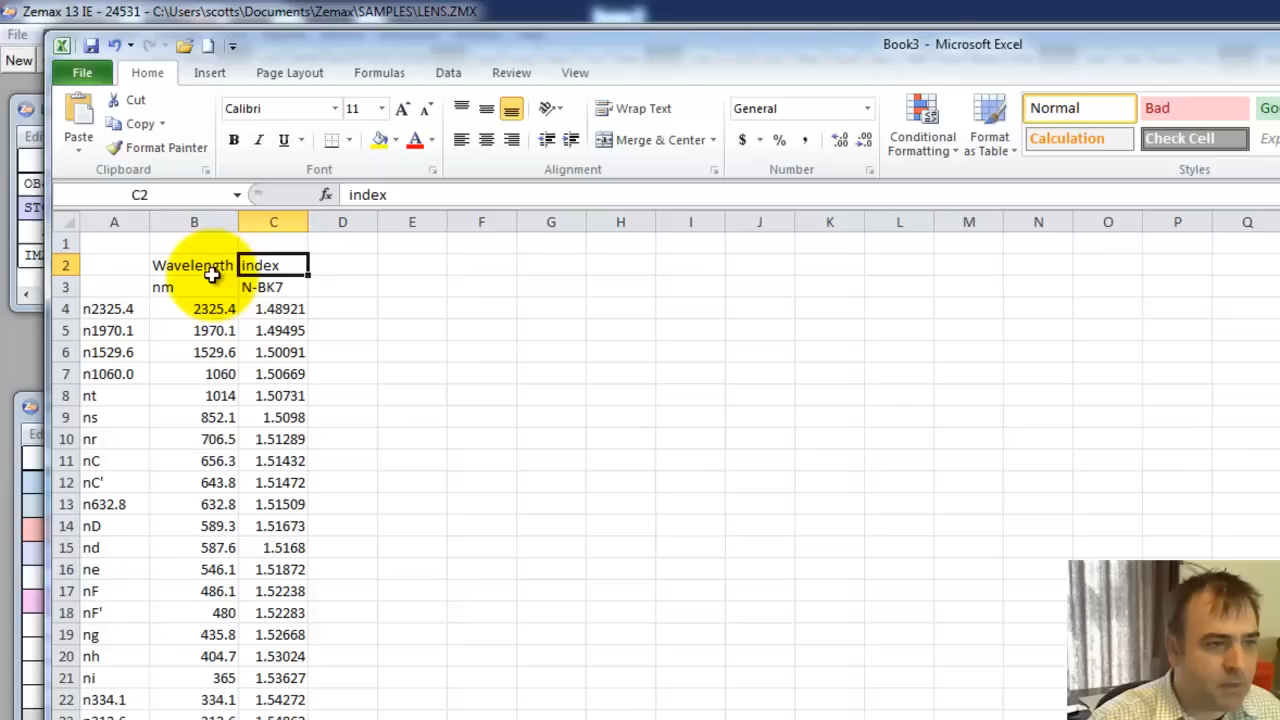 Zemax 13 IE - 24531 - C:\Users\scotts\Documents\Zemax\SAMPLES\LENS.ZMX
File
New
Book3 - Microsoft Excel
File Home Insert Page Layout Formulas Data Review View
Paste
Cut
Copy
Format Painter
Clipboard
Calibri 11
B I U
Font
Wrap Text
Merge & Center
Alignment
General
$ % ,
Number
Conditional Formatting
Format as Table
Normal Bad Go
Calculation Check Cell Exp
Styles
C2 fx index
A B C D E F G H I J K L M N O P Q
1
2 Wavelength index
3 nm N-BK7
4 n2325.4 2325.4 1.48921
5 n1970.1 1970.1 1.49495
6 n1529.6 1529.6 1.50091
7 n1060.0 1060 1.50669
8 nt 1014 1.50731
9 ns 852.1 1.5098
10 nr 706.5 1.51289
11 nC 656.3 1.51432
12 nC' 643.8 1.51472
13 n632.8 632.8 1.51509
14 nD 589.3 1.51673
15 nd 587.6 1.5168
16 ne 546.1 1.51872
17 nF 486.1 1.52238
18 nF' 480 1.52283
19 ng 435.8 1.52668
20 nh 404.7 1.53024
21 ni 365 1.53627
22 n334.1 334.1 1.54272